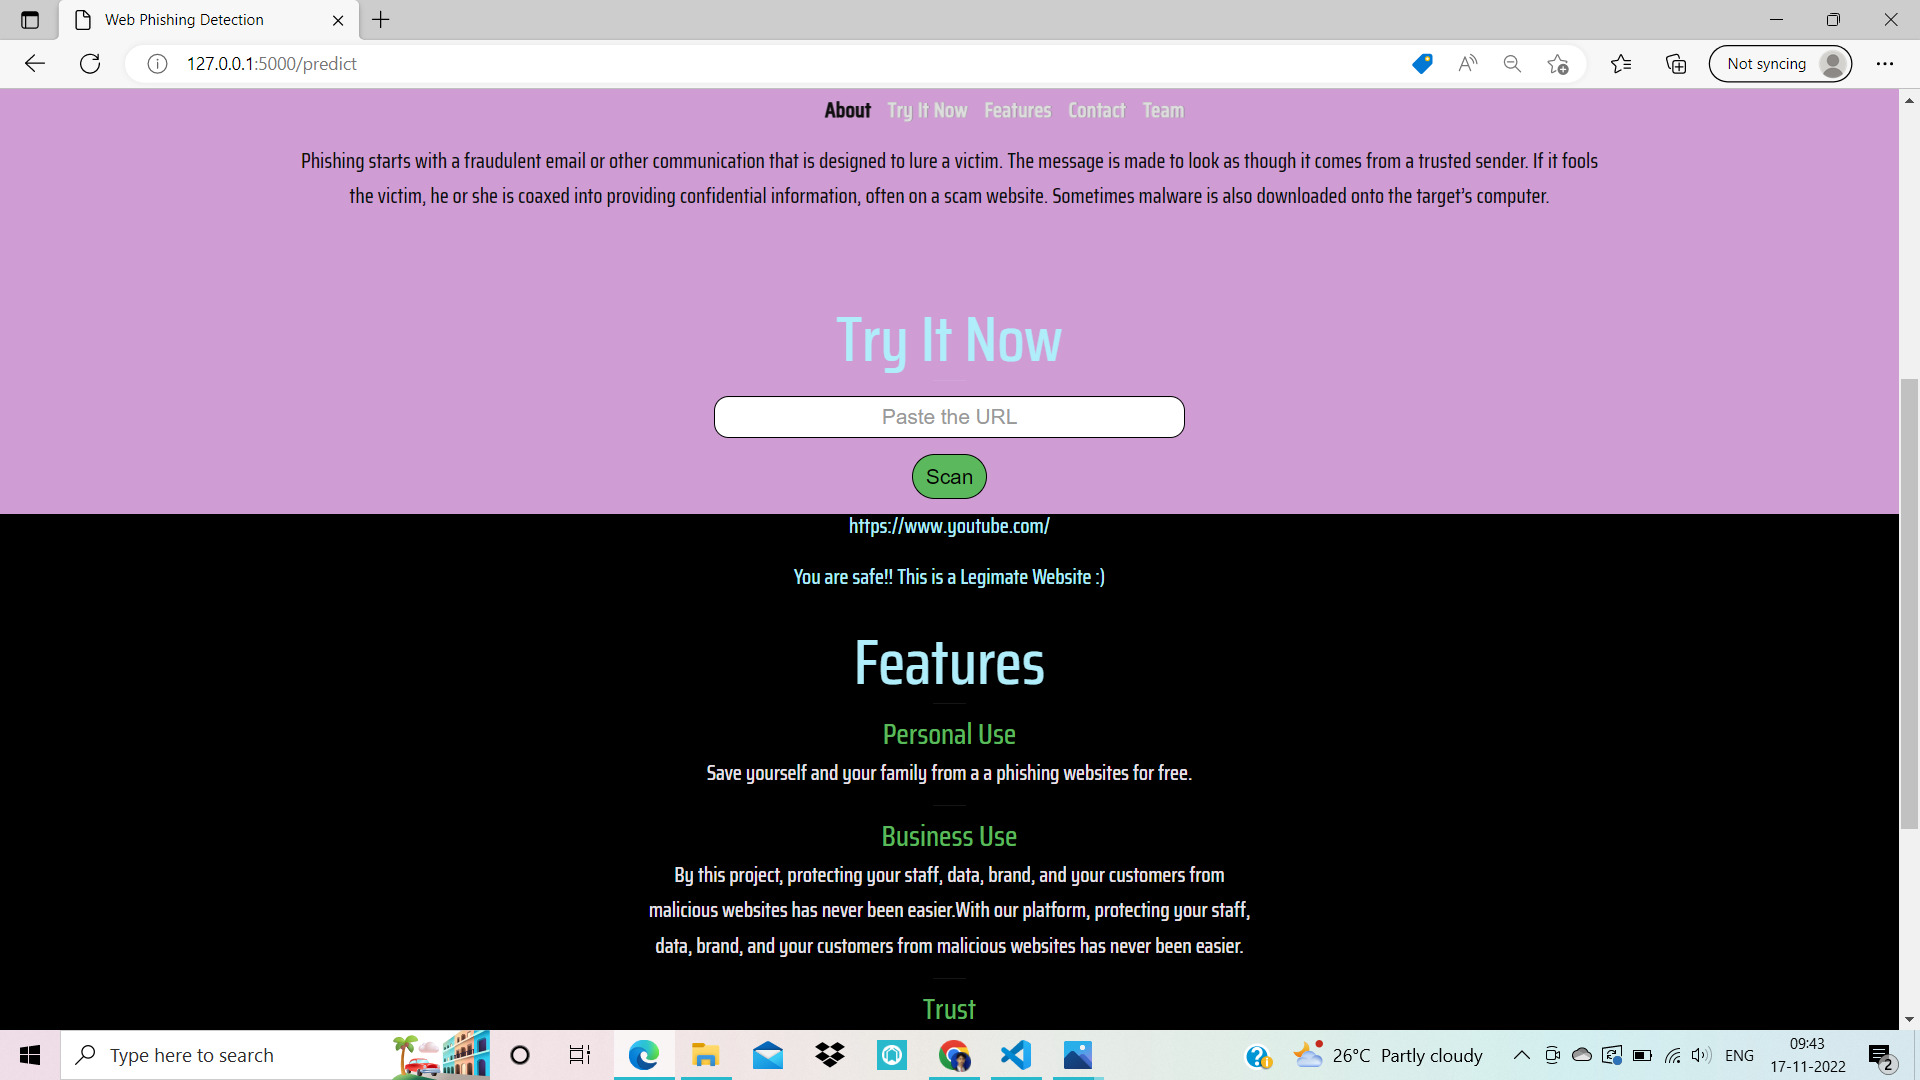 Web Phishing Detection
127.0.0.1:5000/predict
Not syncing
About Try It Now Features Contact Team
Phishing starts with a fraudulent email or other communication that is designed to lure a victim. The message is made to look as though it comes from a trusted sender. If it fools
the victim, he or she is coaxed into providing confidential information, often on a scam website. Sometimes malware is also downloaded onto the target’s computer.
Try It Now
Paste the URL
Scan
https://www.youtube.com/
You are safe!! This is a Legimate Website :)
Features
Personal Use
Save yourself and your family from a a phishing websites for free.
Business Use
By this project, protecting your staff, data, brand, and your customers from
malicious websites has never been easier.With our platform, protecting your staff,
data, brand, and your customers from malicious websites has never been easier.
Trust
Type here to search
26°C Partly cloudy
ENG
09:43
17-11-2022
2